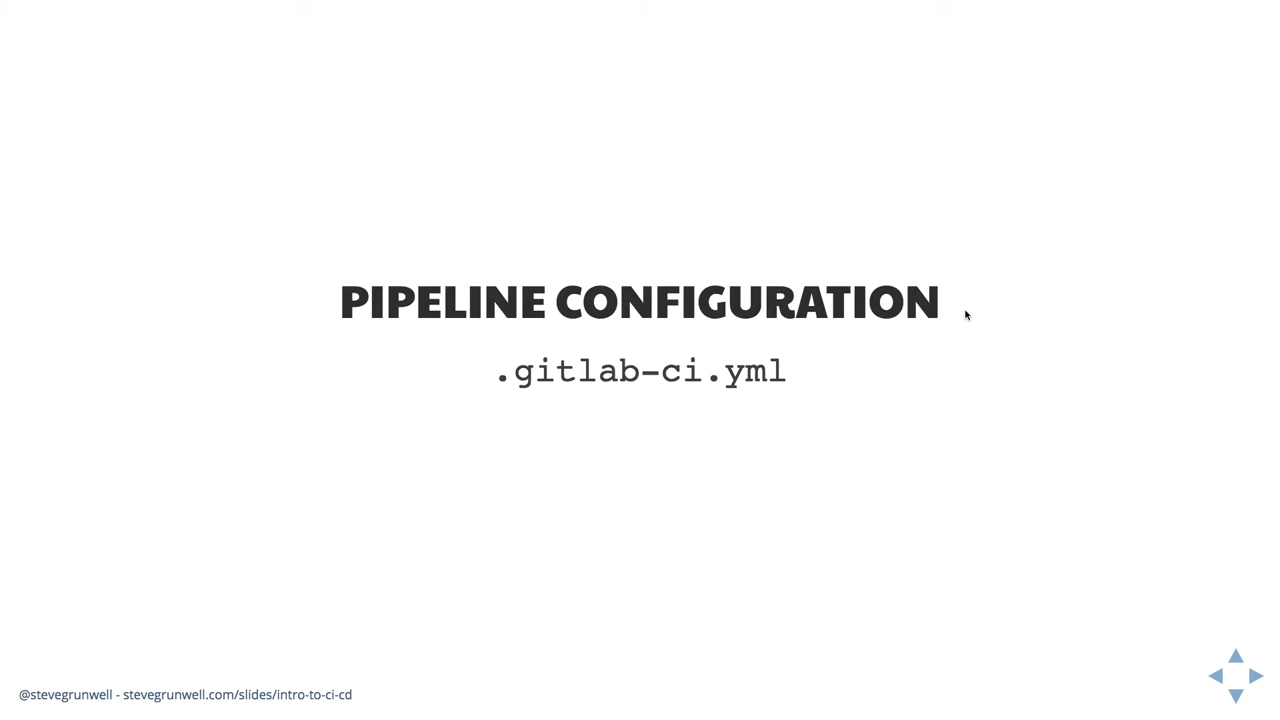 PIPELINE CONFIGURATION
.gitlab-ci.yml
@stevegrunwell - stevegrunwell.com/slides/intro-to-ci-cd